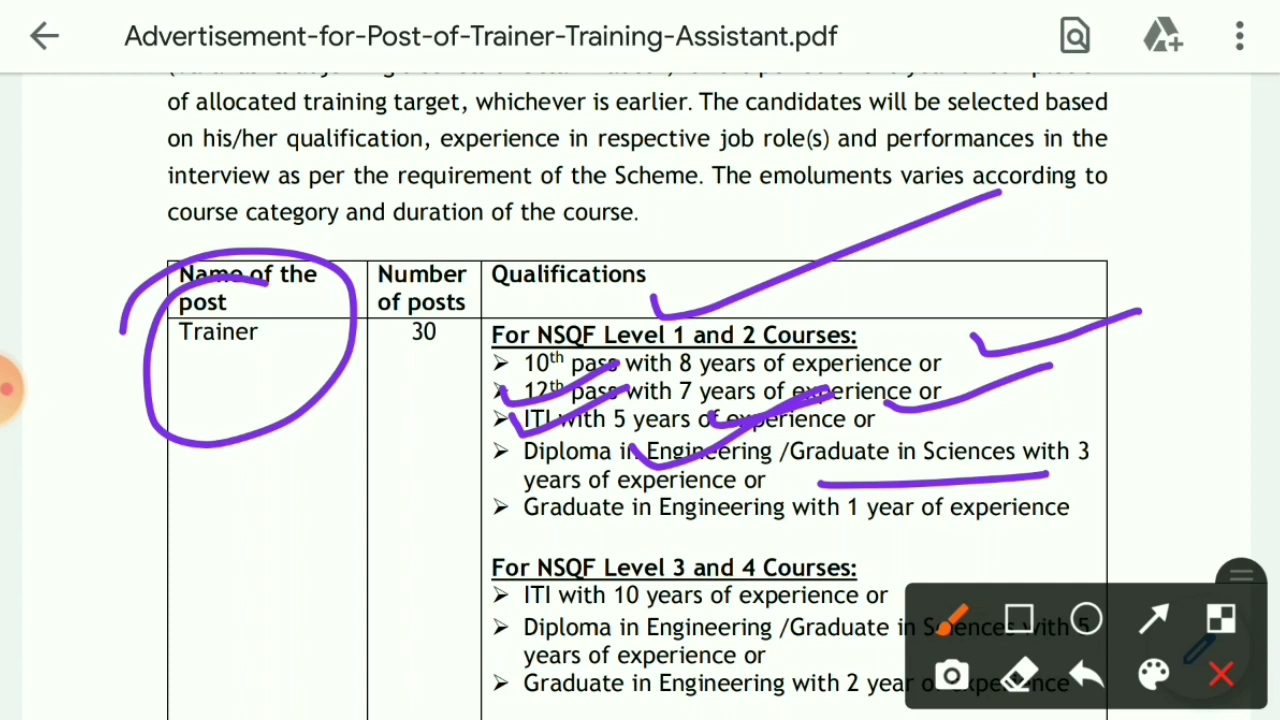 Advertisement-for-Post-of-Trainer-Training-Assistant.pdf
of allocated training target, whichever is earlier. The candidates will be selected based
on his/her qualification, experience in respective job role(s) and performances in the
interview as per the requirement of the Scheme. The emoluments varies according to
course category and duration of the course.
Name of the post
Number of posts
Qualifications
Trainer
30
For NSQF Level 1 and 2 Courses:
➢ 10th pass with 8 years of experience or
➢ 12th pass with 7 years of experience or
➢ ITI with 5 years of experience or
➢ Diploma in Engineering /Graduate in Sciences with 3
years of experience or
➢ Graduate in Engineering with 1 year of experience
For NSQF Level 3 and 4 Courses:
➢ ITI with 10 years of experience or
➢ Diploma in Engineering /Graduate in Sciences with 5
years of experience or
➢ Graduate in Engineering with 2 year of experience